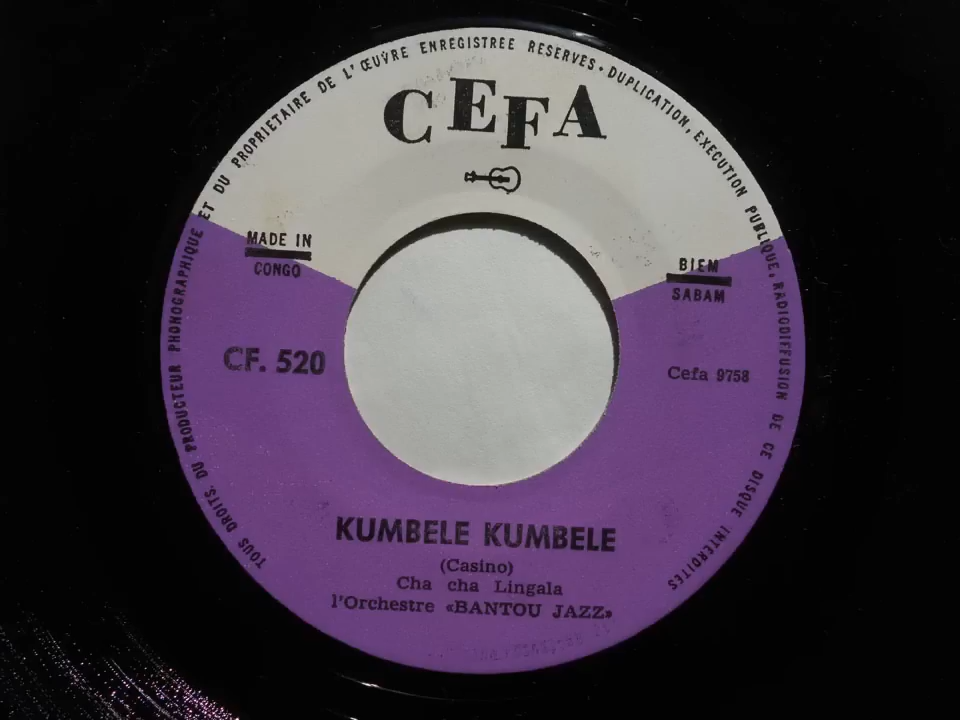 TOUS DROITS DU PRODUCTEUR PHONOGRAPHIQUE ET DU PROPRIETAIRE DE L'ŒUVRE ENREGISTREE RESERVES • DUPLICATION, EXECUTION PUBLIQUE, RADIODIFFUSION DE CE DISQUE INTERDITES
CEFA
MADE IN
CONGO
BIEM
SABAM
CF. 520
Cefa 9758
KUMBELE KUMBELE
(Casino)
Cha cha Lingala
l'Orchestre «BANTOU JAZZ»